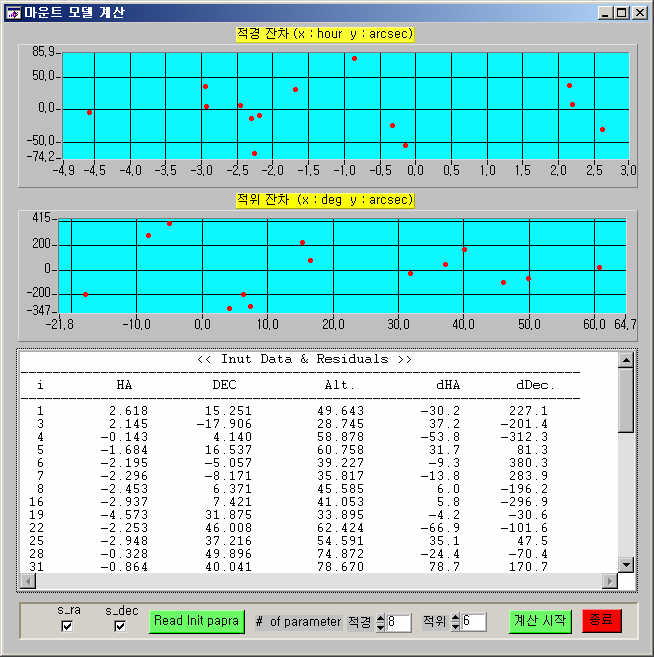 마운트 모델 계산
적경 잔차 (x : hour y : arcsec)
85,9
50,0
0,0
-50,0
-74,2
-4,9 -4,5 -4,0 -3,5 -3,0 -2,5 -2,0 -1,5 -1,0 -0,5 0,0 0,5 1,0 1,5 2,0 2,5 3,0
적위 잔차 (x : deg y : arcsec)
415
200
0
-200
-347
-21,8 -10,0 0,0 10,0 20,0 30,0 40,0 50,0 60,0 64,7
<< Inut Data & Residuals >>
i HA DEC Alt. dHA dDec.
1 2.618 15.251 49.643 -30.2 227.1
3 2.145 -17.906 28.745 37.2 -201.4
4 -0.143 4.140 58.878 -53.8 -312.3
5 -1.684 16.537 60.758 31.7 81.3
6 -2.195 -5.057 39.227 -9.3 380.3
7 -2.296 -8.171 35.817 -13.8 283.9
8 -2.453 6.371 45.585 6.0 -196.2
16 -2.937 7.421 41.053 5.8 -296.9
19 -4.573 31.875 33.895 -4.2 -30.6
22 -2.253 46.008 62.424 -66.9 -101.6
25 -2.948 37.216 54.591 35.1 47.5
28 -0.328 49.896 74.872 -24.4 -70.4
31 -0.864 40.041 78.670 78.7 170.7
s_ra s_dec Read Init papra # of parameter 적경 8 적위 6 계산 시작 종료